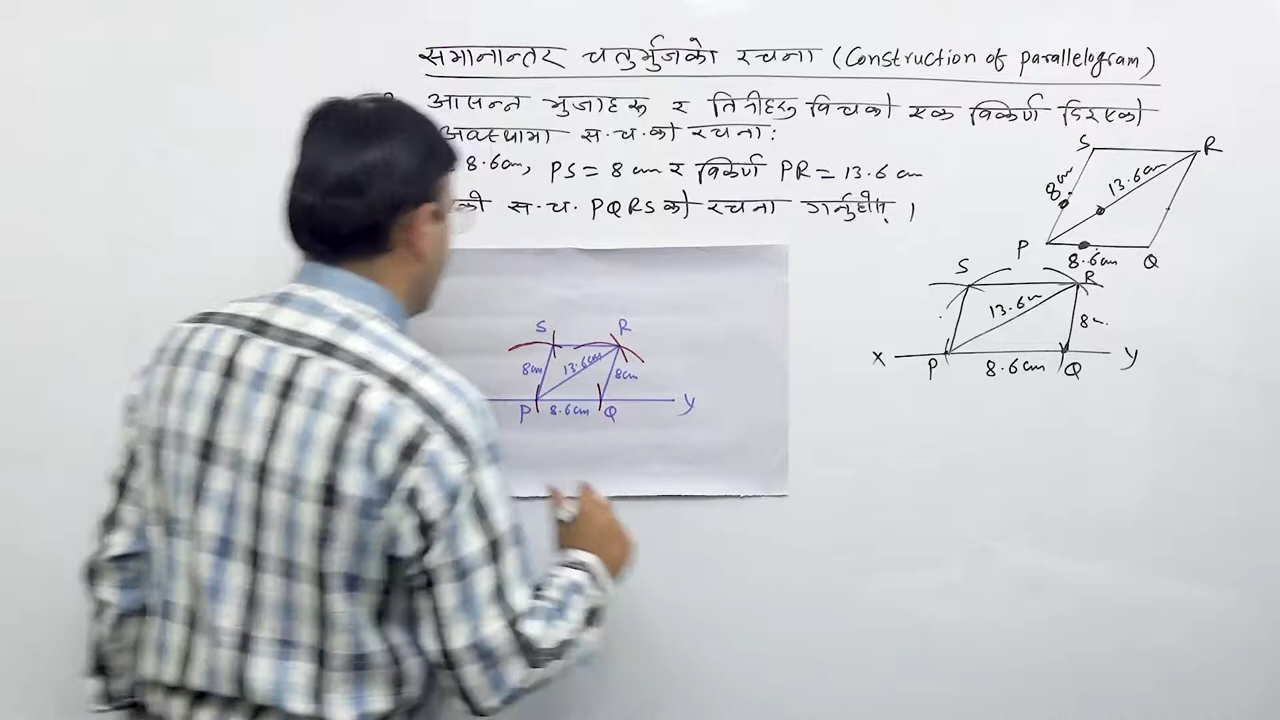 समानान्तर चतुर्भुजको रचना (Construction of parallelogram)
आसन्न भुजाहरू र तिनीहरू बिचको एक विकर्ण दिएको
अवस्थामा स.च.को रचना:
8.6cm, PS = 8 cm र विकर्ण PR = 13.6 cm
की स.च. PQRSको रचना गर्नुहोस् ।
S R
8cm 13.6cm
P 8.6cm Q
S R
13.6cm 8
X P 8.6cm Q Y
S R
8cm 13.6cm 8cm
P 8.6cm Q Y